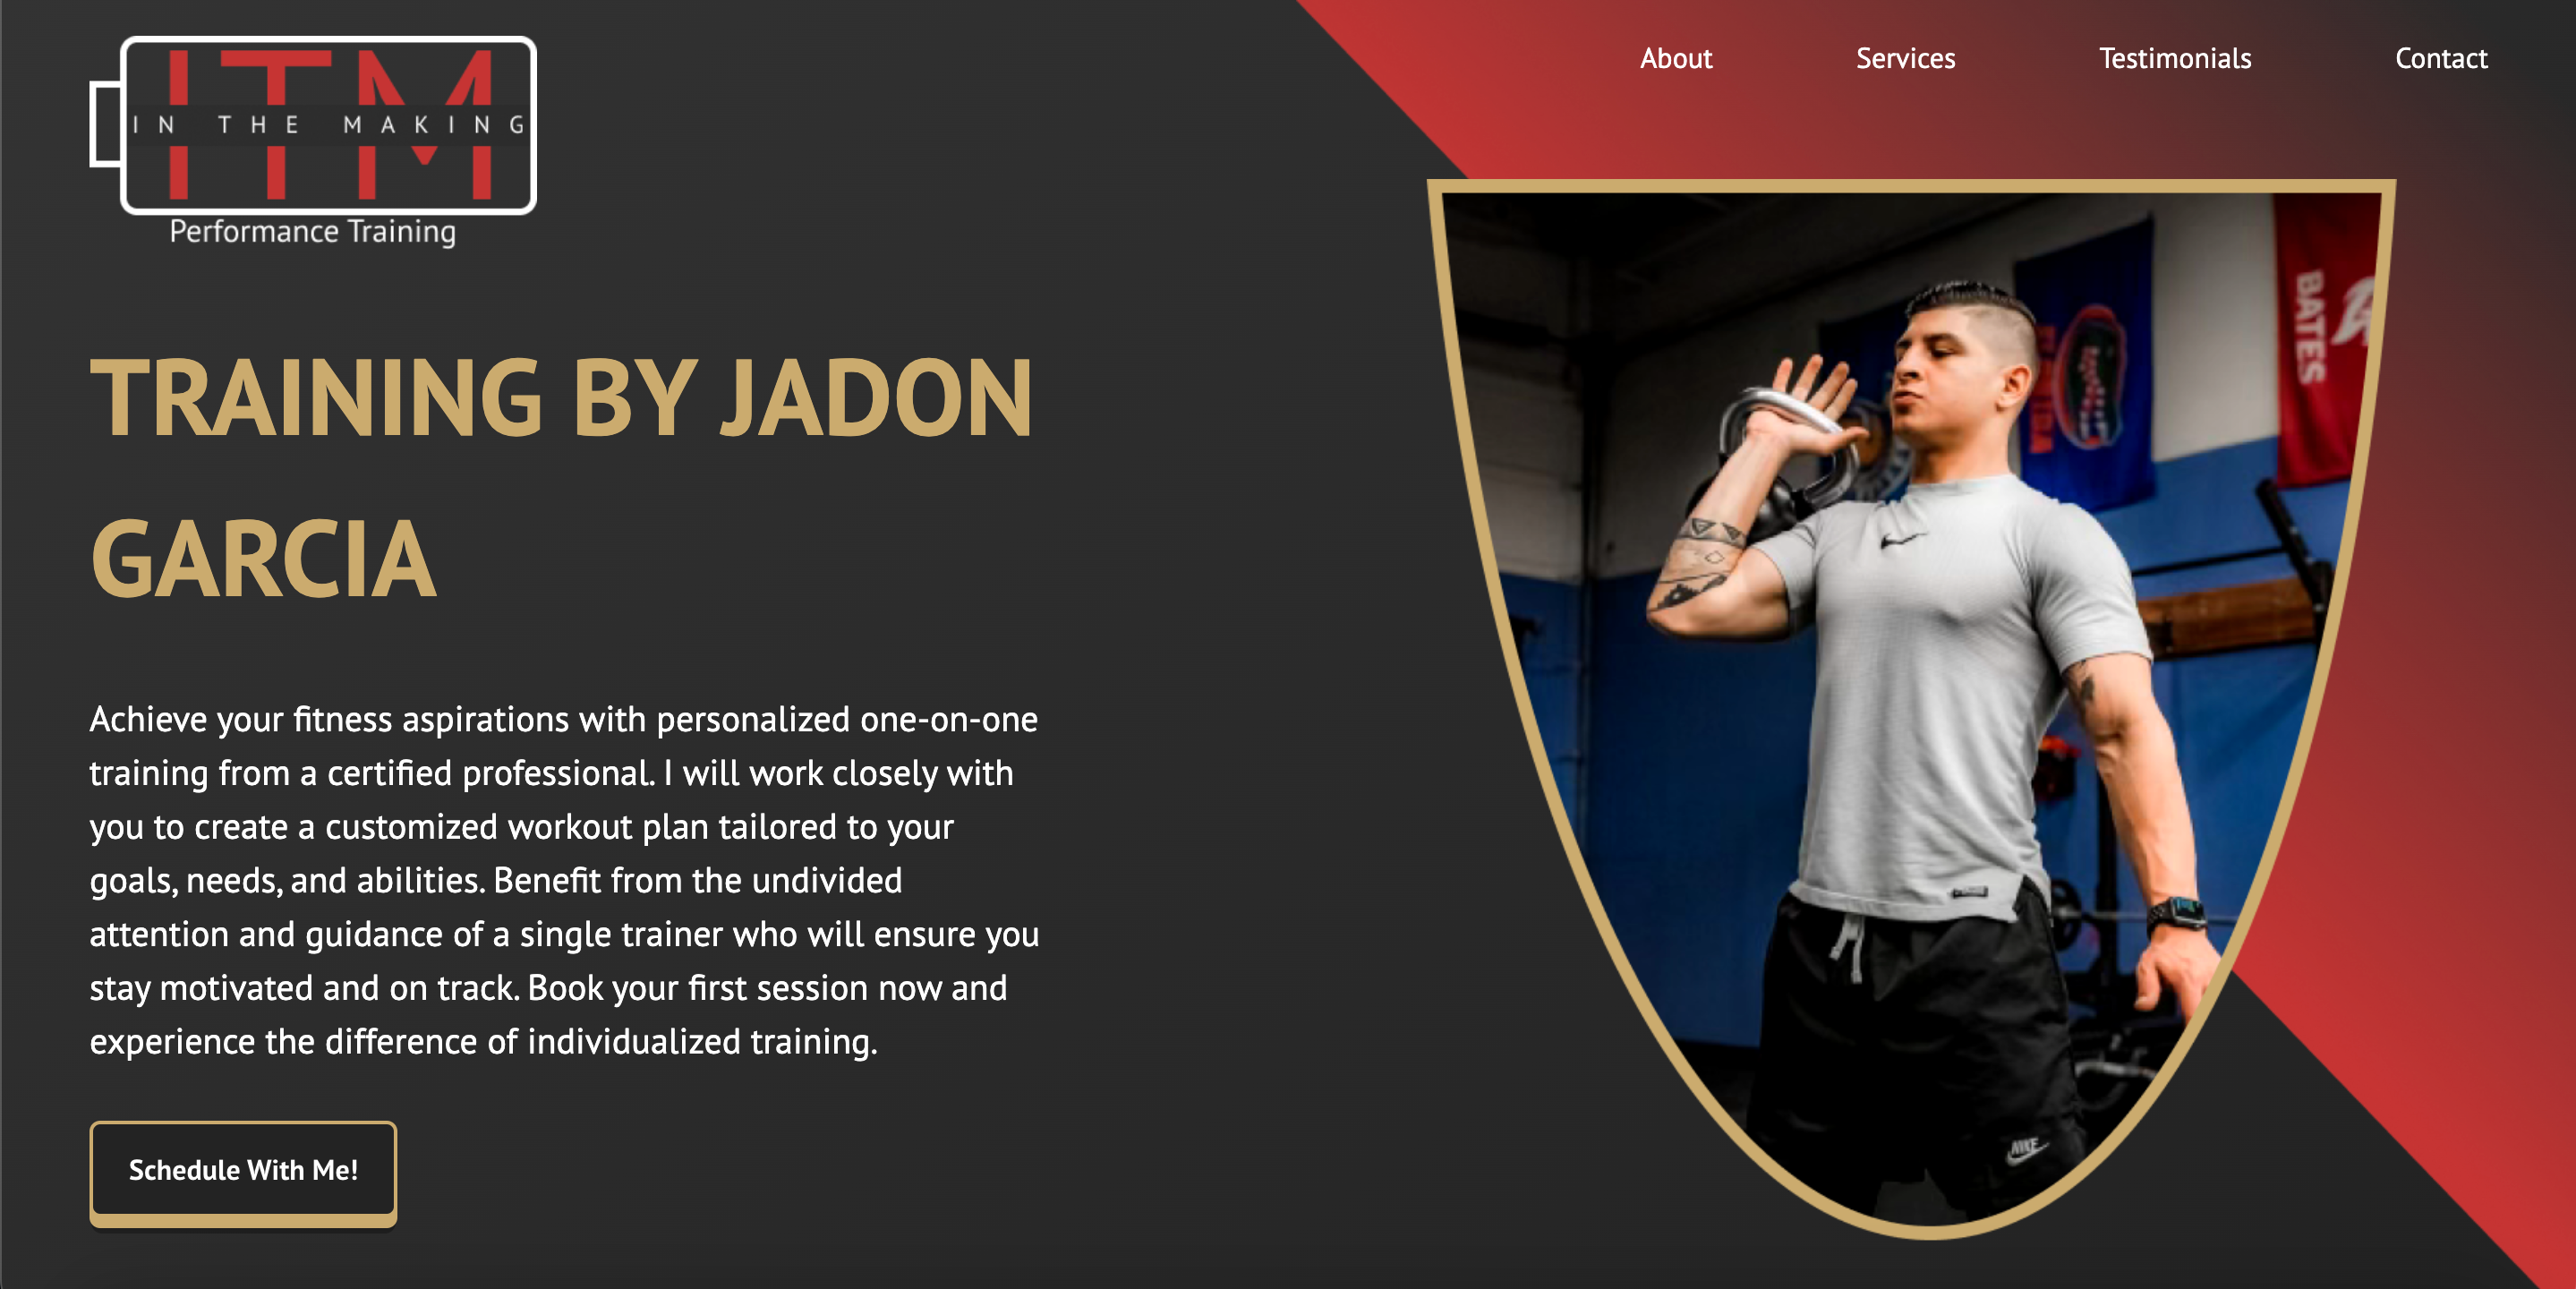 ITM
IN THE MAKING
Performance Training
About Services Testimonials Contact
TRAINING BY JADON
GARCIA
Achieve your fitness aspirations with personalized one-on-one
training from a certified professional. I will work closely with
you to create a customized workout plan tailored to your
goals, needs, and abilities. Benefit from the undivided
attention and guidance of a single trainer who will ensure you
stay motivated and on track. Book your first session now and
experience the difference of individualized training.
Schedule With Me!
BATES
NIKE